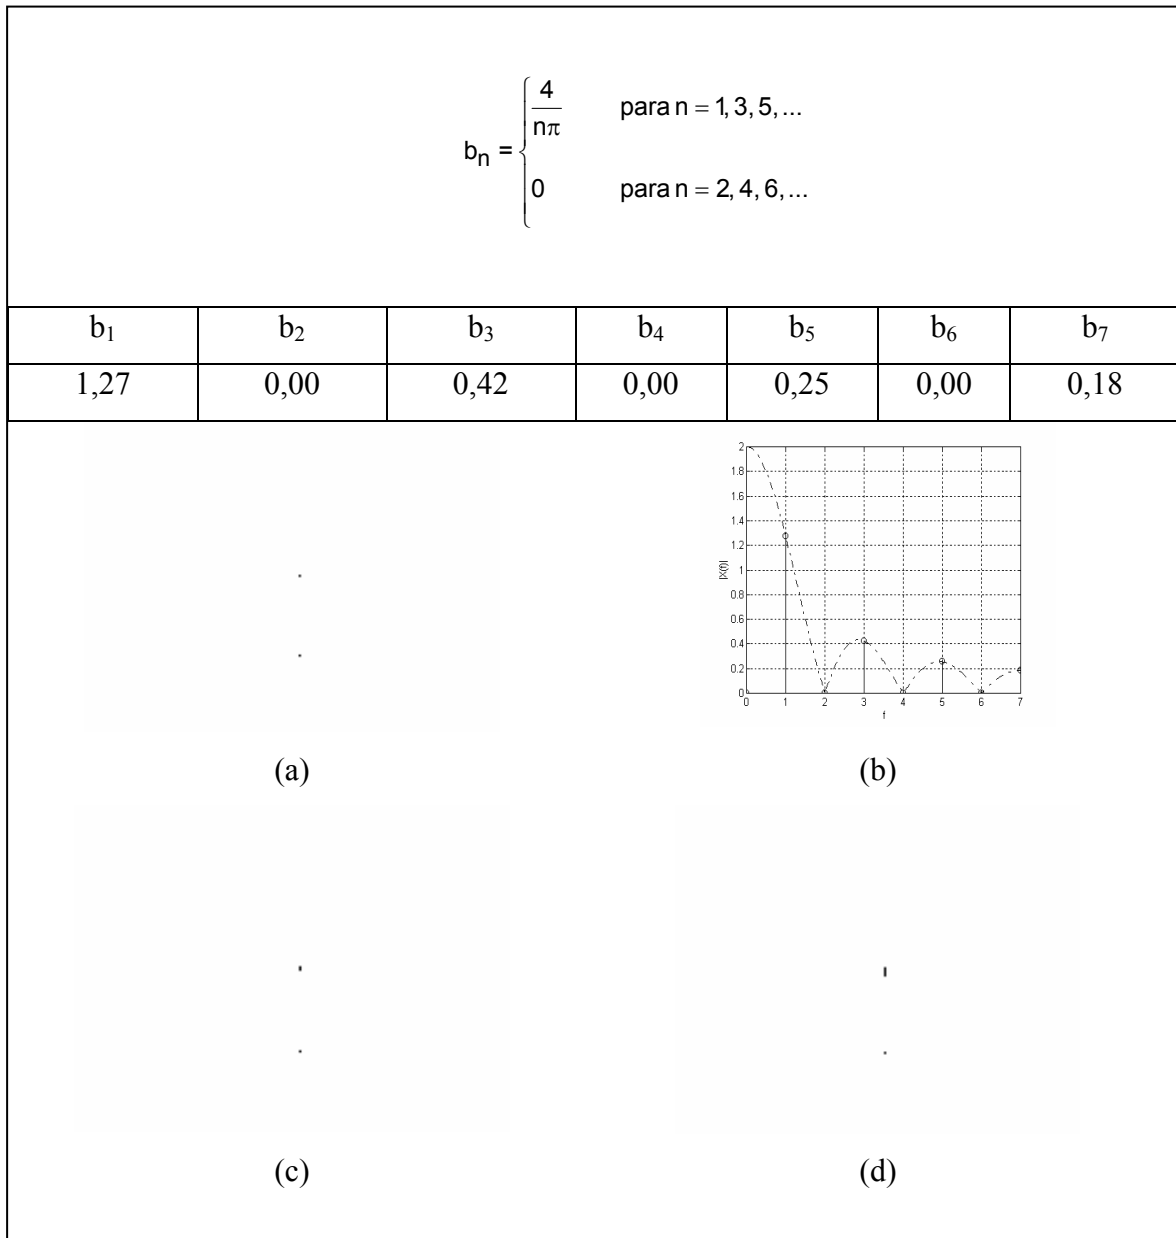 b_n = { 4/(nπ) para n = 1, 3, 5, ...
0 para n = 2, 4, 6, ...
b₁ b₂ b₃ b₄ b₅ b₆ b₇
1,27 0,00 0,42 0,00 0,25 0,00 0,18
2
1.8
1.6
1.4
1.2
1
0.8
0.6
0.4
0.2
0
|X(f)|
0 1 2 3 4 5 6 7
f
(a) (b)
(c) (d)